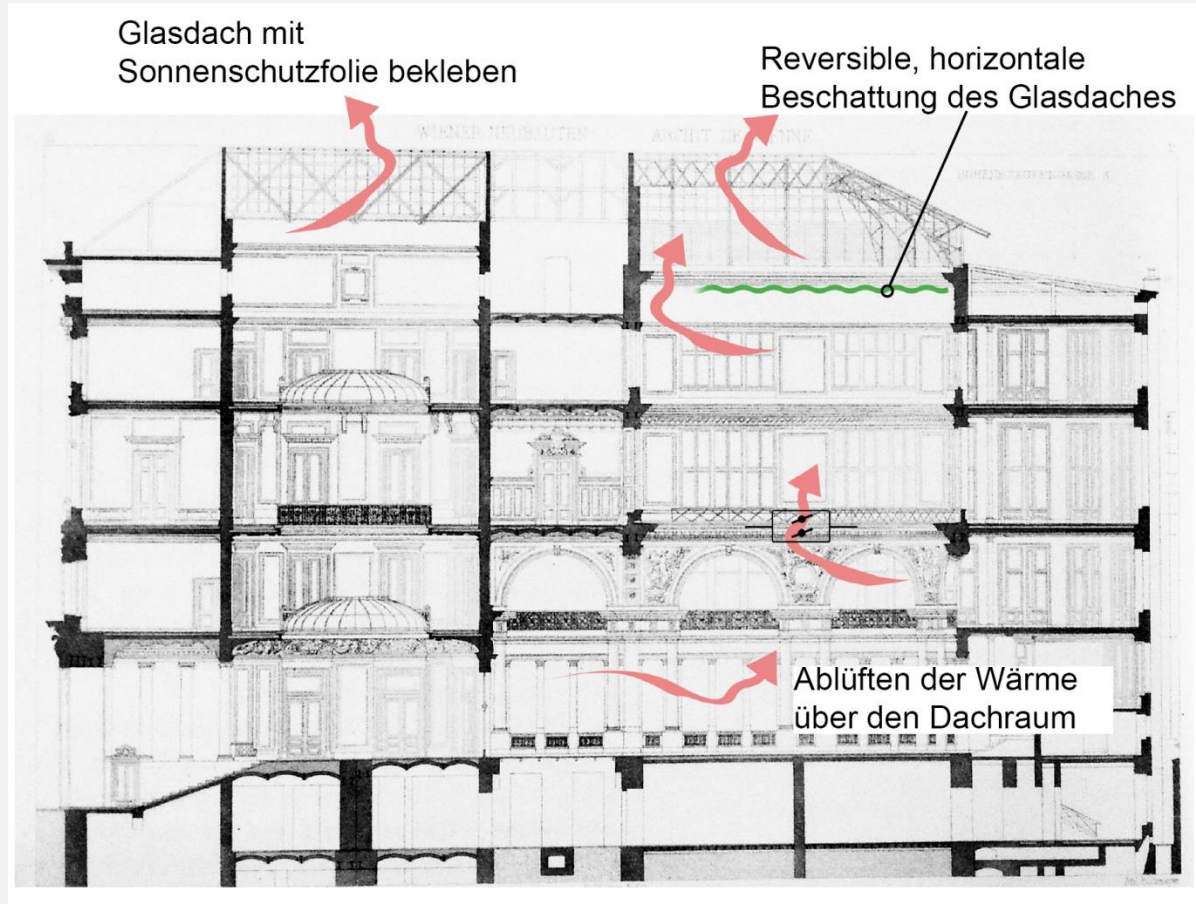 Glasdach mit
Sonnenschutzfolie bekleben
Reversible, horizontale
Beschattung des Glasdaches
WIENER NEUBAUTEN
Ablüften der Wärme
über den Dachraum